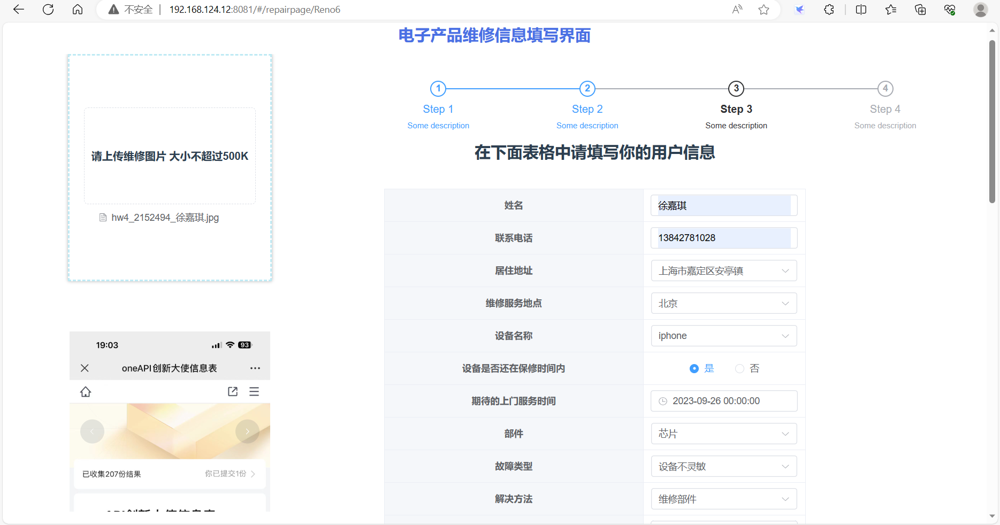 不安全 | 192.168.124.12:8081/#/repairpage/Reno6
电子产品维修信息填写界面
请上传维修图片 大小不超过500K
hw4_2152494_徐嘉琪.jpg
1 2 3 4
Step 1 Step 2 Step 3 Step 4
Some description Some description Some description Some description
在下面表格中请填写你的用户信息
姓名 徐嘉琪
联系电话 13842781028
居住地址 上海市嘉定区安亭镇
维修服务地点 北京
设备名称 iphone
设备是否还在保修时间内 是 否
期待的上门服务时间 2023-09-26 00:00:00
部件 芯片
故障类型 设备不灵敏
解决方法 维修部件
19:03 93
oneAPI创新大使信息表
已收集207份结果 你已提交1份